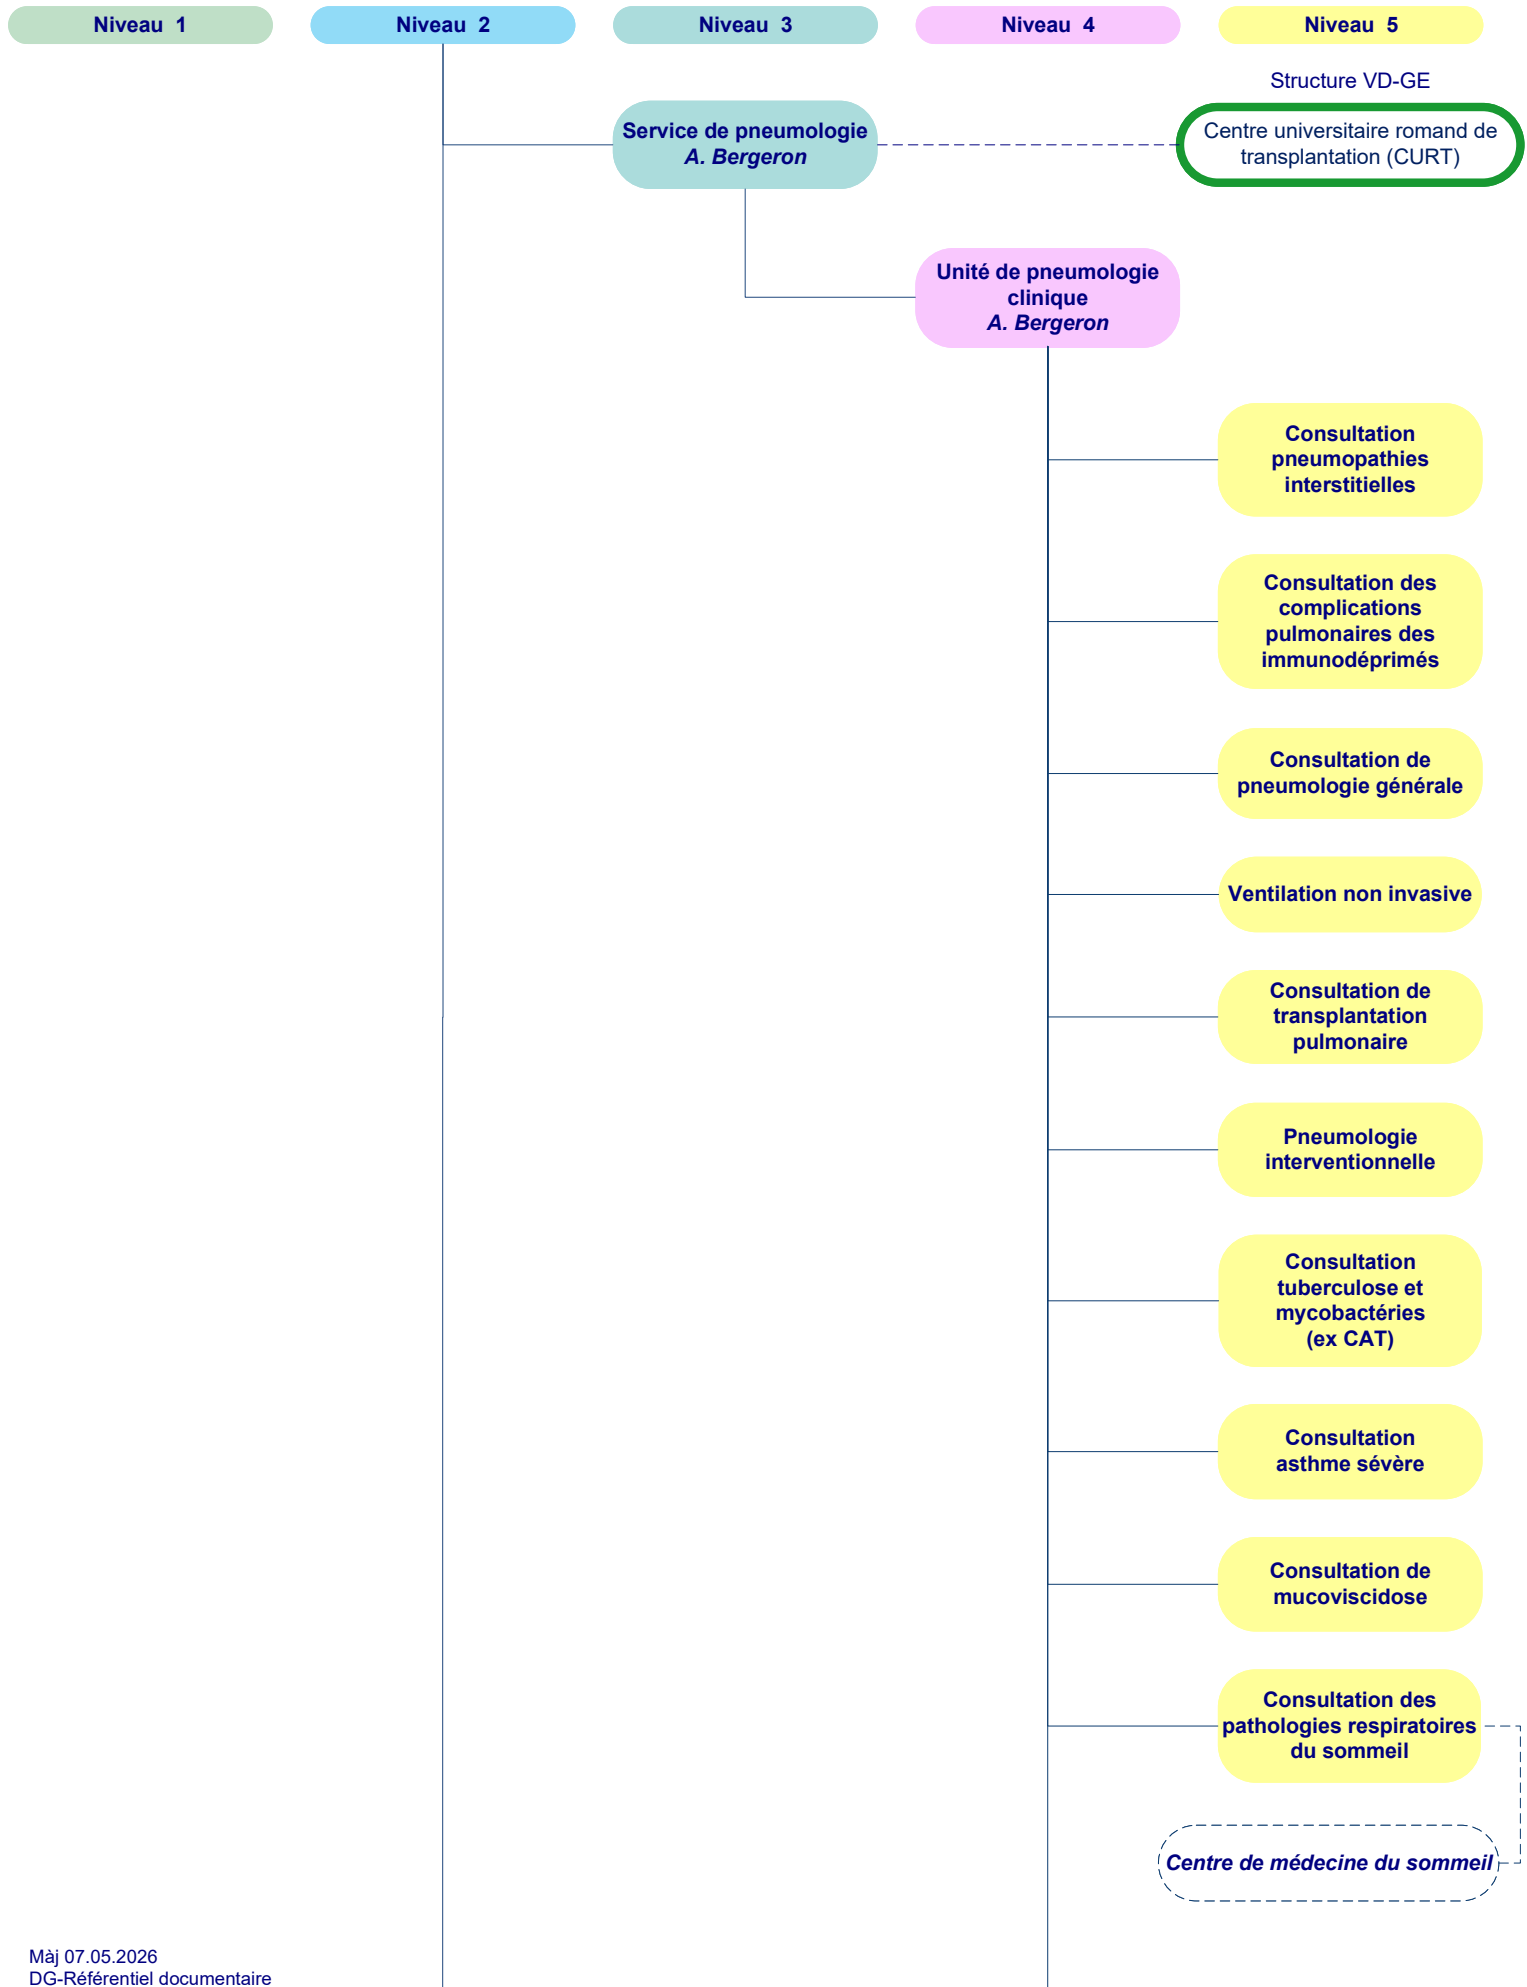 Niveau 1
Niveau 2
Niveau 3
Niveau 4
Niveau 5
Structure VD-GE
Service de pneumologie
A. Bergeron
Centre universitaire romand de
transplantation (CURT)
Unité de pneumologie
clinique
A. Bergeron
Consultation
pneumopathies
interstitielles
Consultation des
complications
pulmonaires des
immunodéprimés
Consultation de
pneumologie générale
Ventilation non invasive
Consultation de
transplantation
pulmonaire
Pneumologie
interventionnelle
Consultation
tuberculose et
mycobactéries
(ex CAT)
Consultation
asthme sévère
Consultation de
mucoviscidose
Consultation des
pathologies respiratoires
du sommeil
Centre de médecine du sommeil
Màj 07.05.2026
DG-Référentiel documentaire